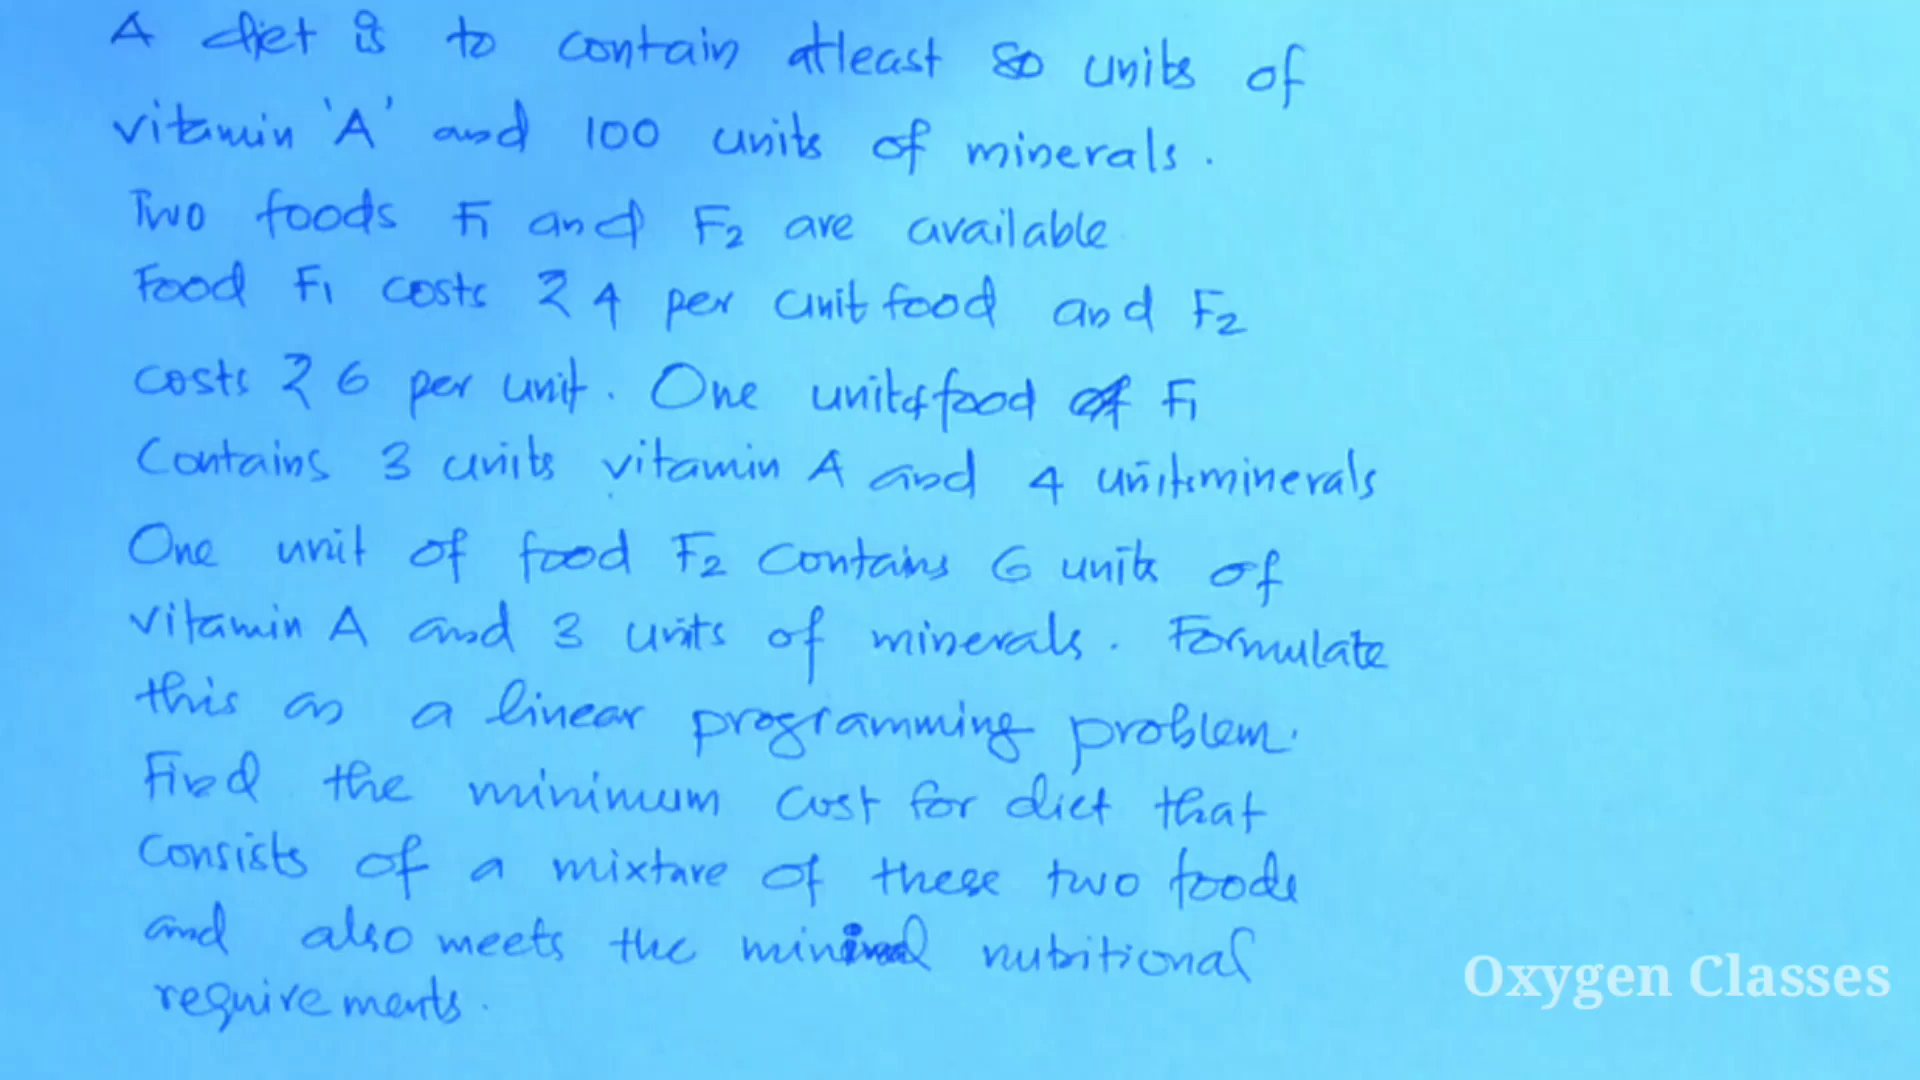 A diet is to contain atleast 80 units of
vitamin 'A' and 100 units of minerals.
Two foods F1 and F2 are available
Food F1 costs ₹ 4 per unit food and F2
costs ₹ 6 per unit. One unit of food of F1
Contains 3 units vitamin A and 4 units minerals
One unit of food F2 contains 6 units of
vitamin A and 3 units of minerals. Formulate
this as a linear programming problem.
Find the minimum cost for diet that
consists of a mixture of these two foods
and also meets the minimal nutritional
requirements.
Oxygen Classes